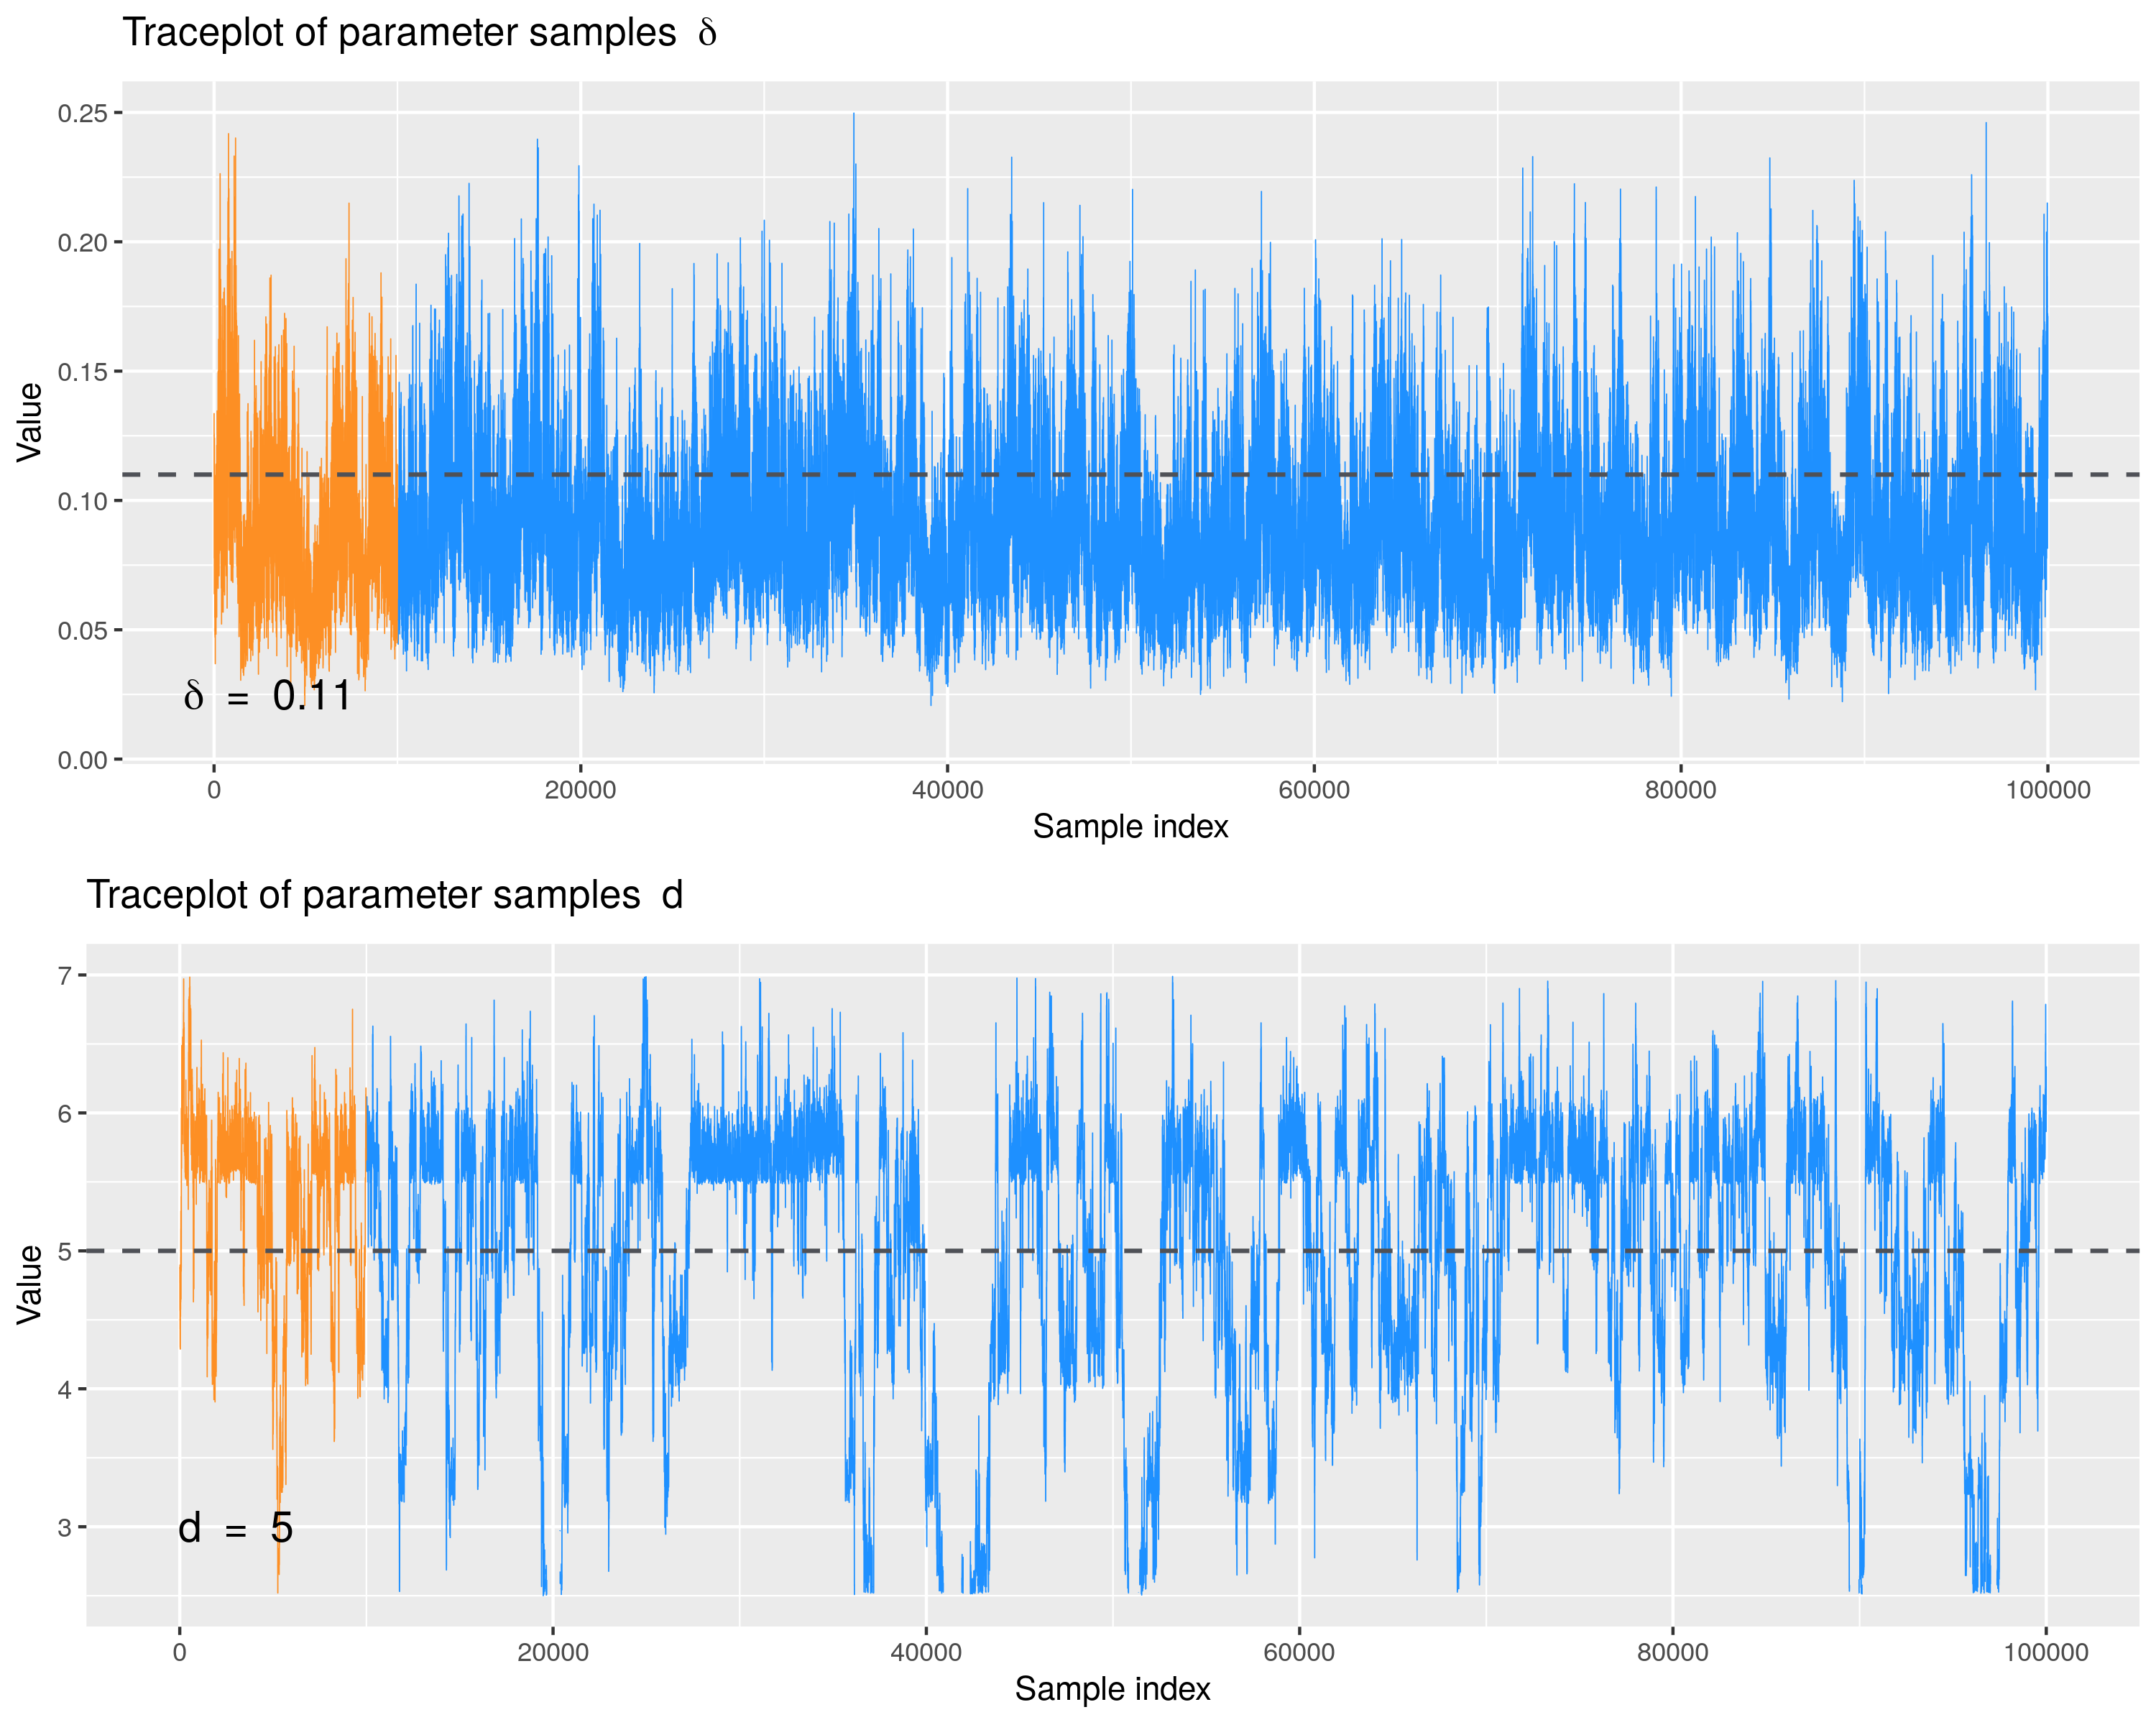 Traceplot of parameter samples δ
Value
0.25
0.20
0.15
0.10
0.05
0.00
δ = 0.11
0 20000 40000 60000 80000 100000
Sample index
Traceplot of parameter samples d
Value
7
6
5
4
3
d = 5
0 20000 40000 60000 80000 100000
Sample index